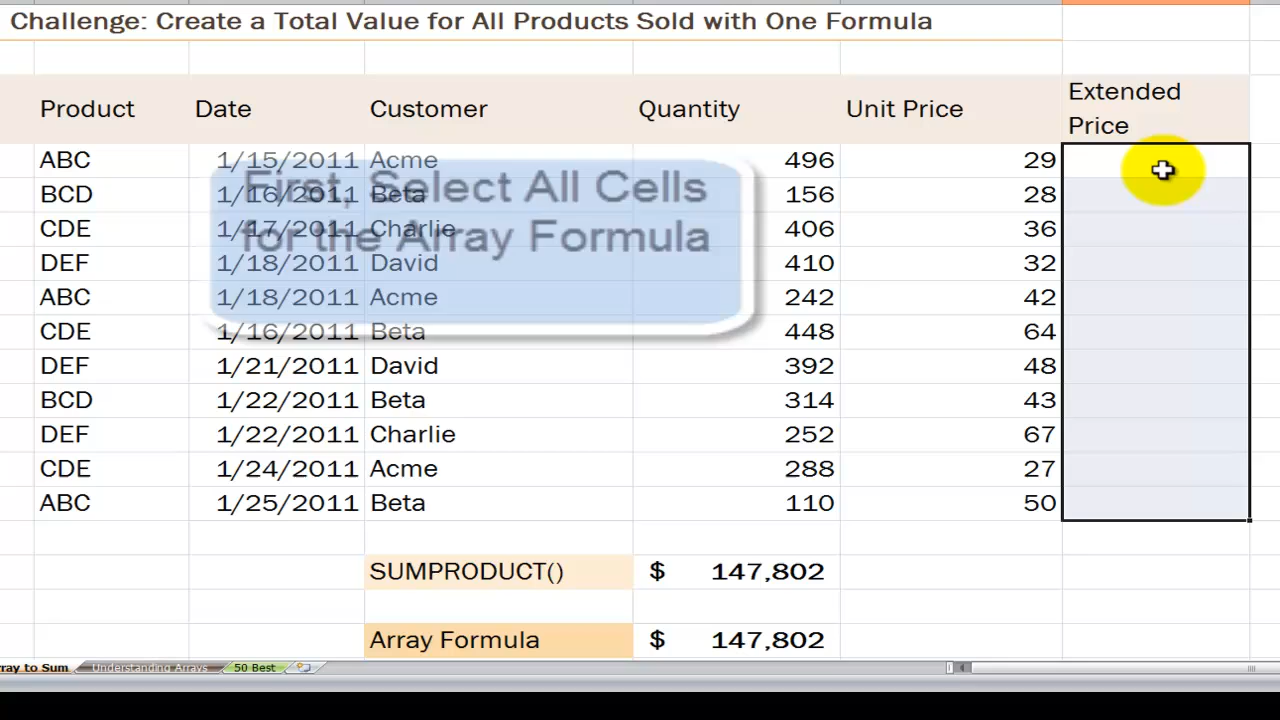 Challenge: Create a Total Value for All Products Sold with One Formula
Product Date Customer Quantity Unit Price Extended Price
ABC 1/15/2011 Acme 496 29
BCD 1/16/2011 Beta 156 28
CDE 1/17/2011 Charlie 406 36
DEF 1/18/2011 David 410 32
ABC 1/18/2011 Acme 242 42
CDE 1/16/2011 Beta 448 64
DEF 1/21/2011 David 392 48
BCD 1/22/2011 Beta 314 43
DEF 1/22/2011 Charlie 252 67
CDE 1/24/2011 Acme 288 27
ABC 1/25/2011 Beta 110 50
First, Select All Cells
for the Array Formula
SUMPRODUCT() $ 147,802
Array Formula $ 147,802
ray to Sum Understanding Arrays 50 Best